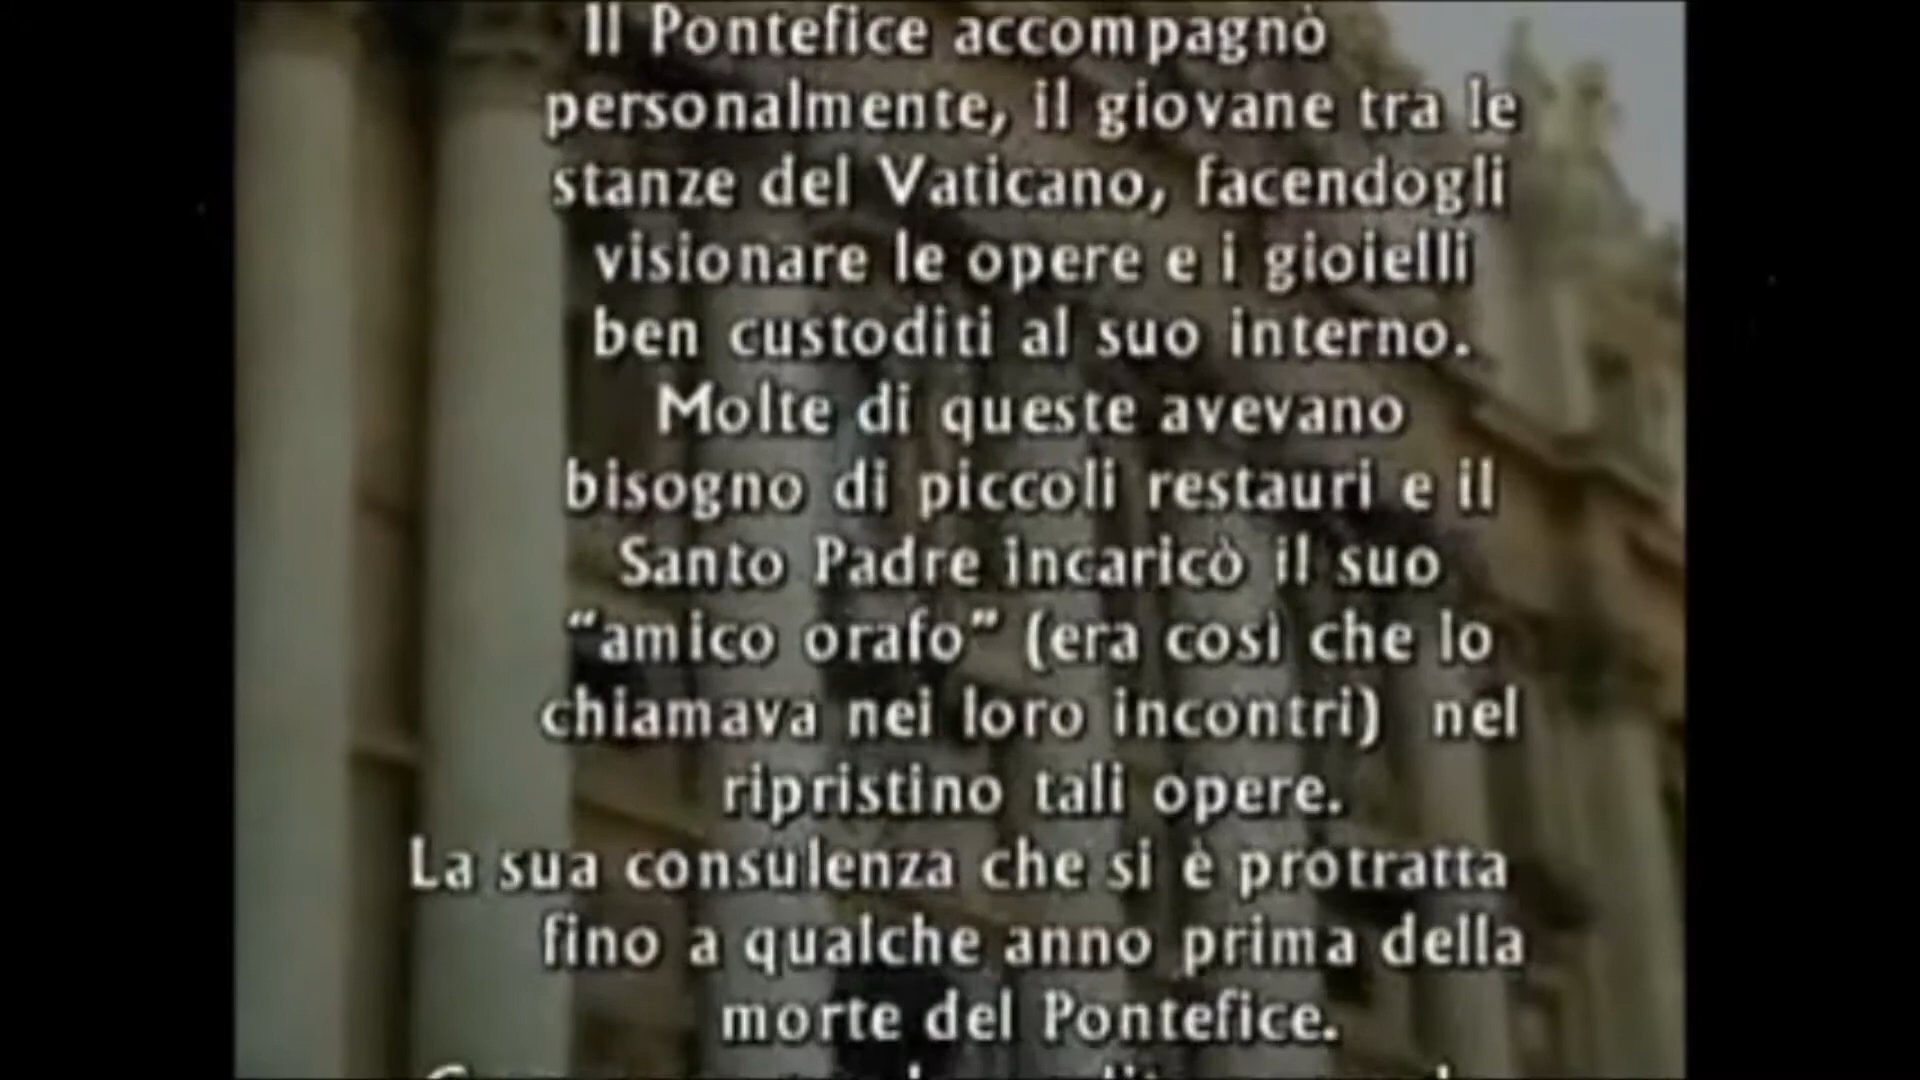 Il Pontefice accompagnò
personalmente, il giovane tra le
stanze del Vaticano, facendogli
visionare le opere e i gioielli
ben custoditi al suo interno.
Molte di queste avevano
bisogno di piccoli restauri e il
Santo Padre incaricò il suo
“amico orafo” (era così che lo
chiamava nei loro incontri)  nel
ripristino tali opere.
La sua consulenza che si è protratta
fino a qualche anno prima della
morte del Pontefice.